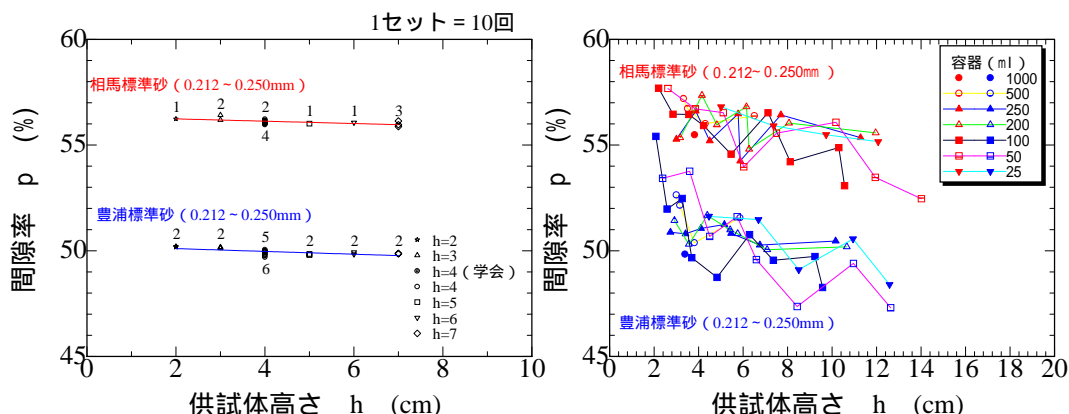 1セット = 10回
60
55
50
45
間隙率 p (%)
相馬標準砂 ( 0.212 ~ 0.250mm )
1 2 2 1 1 3
4
豊浦標準砂 ( 0.212 ~ 0.250mm )
2 2 5 2 2 2
6
h=2
h=3
h=4 ( 学会 )
h=4
h=5
h=6
h=7
0 2 4 6 8 10
供試体高さ h (cm)
60
55
50
45
間隙率 p (%)
相馬標準砂 ( 0.212 ~ 0.250mm )
容器 ( ml )
1000
500
250
200
100
50
25
豊浦標準砂 ( 0.212 ~ 0.250mm )
0 2 4 6 8 10 12 14 16 18 20
供試体高さ h (cm)